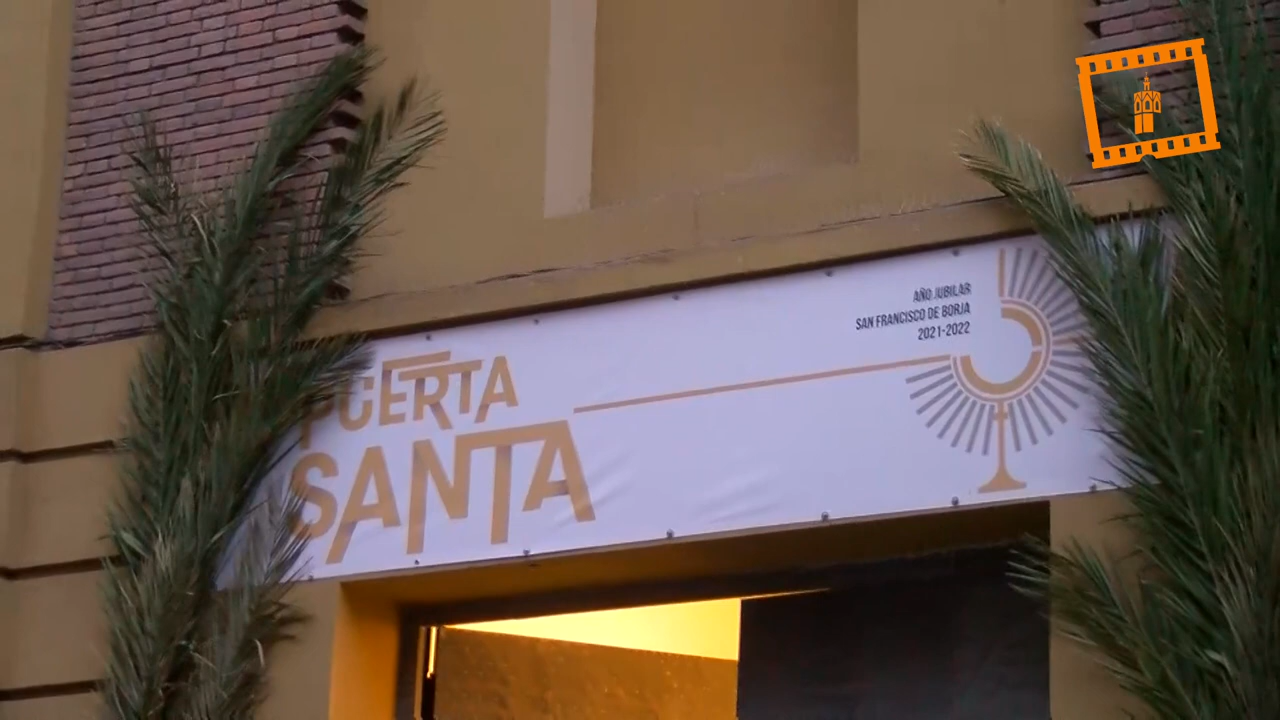 PUERTA
SANTA
AÑO JUBILAR
SAN FRANCISCO DE BORJA
2021-2022